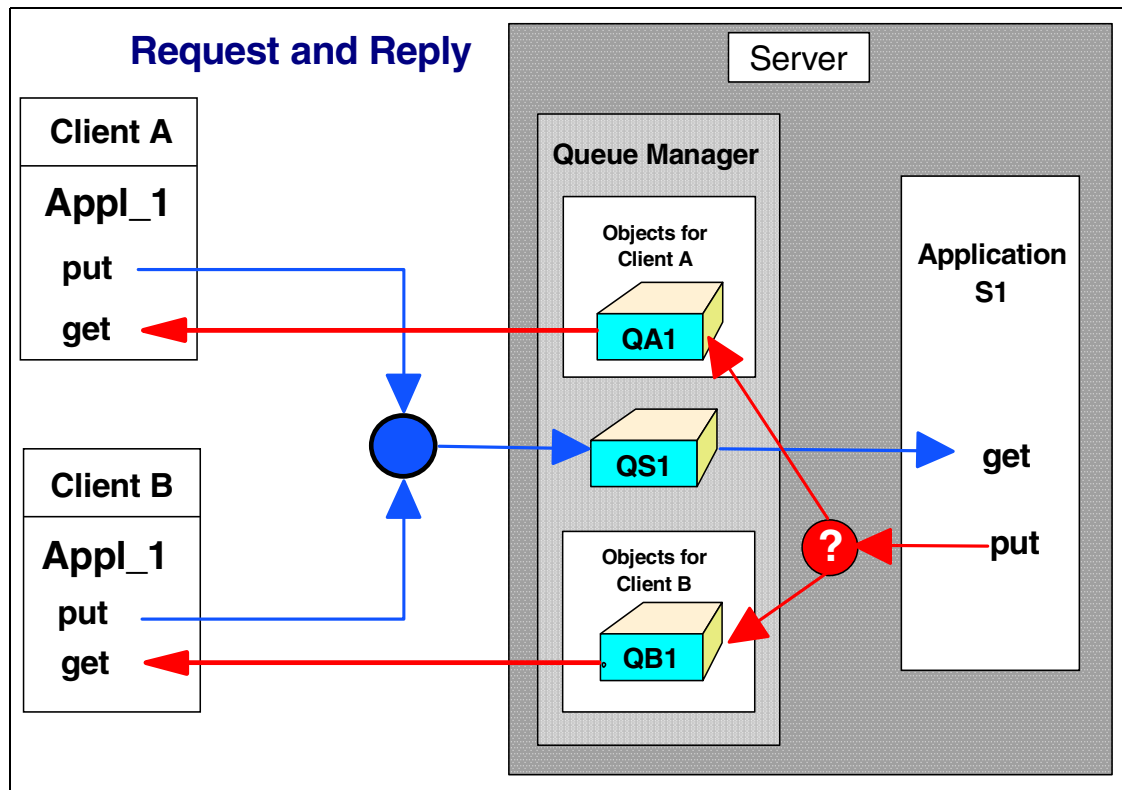 Request and Reply
Server
Client A
Appl_1
put
get
Client B
Appl_1
put
get
Queue Manager
Objects for
Client A
QA1
QS1
Objects for
Client B
QB1
Application
S1
get
?
put